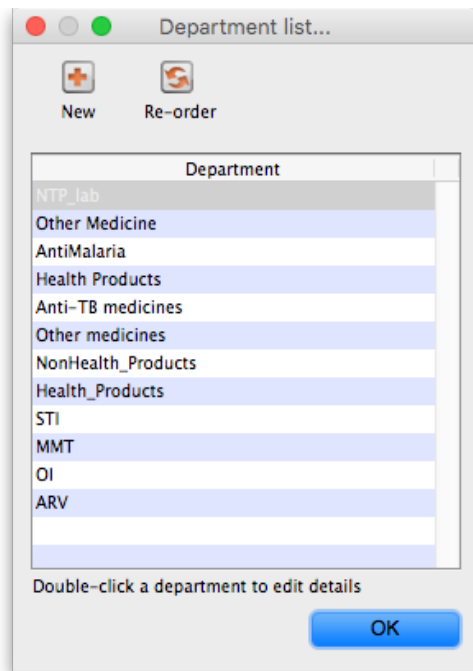 Department list...
New Re-order
Department
NTP_lab
Other Medicine
AntiMalaria
Health Products
Anti-TB medicines
Other medicines
NonHealth_Products
Health_Products
STI
MMT
OI
ARV
Double-click a department to edit details
OK